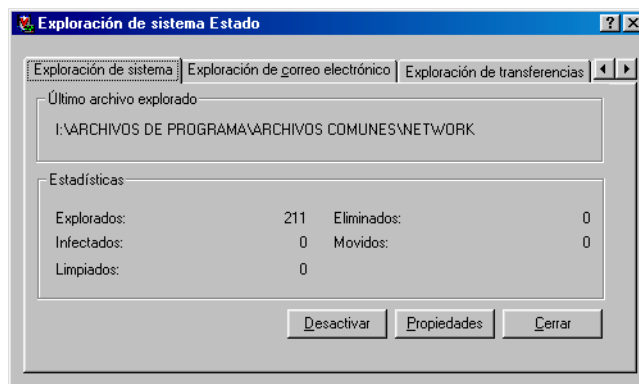 Exploración de sistema Estado
Exploración de sistema Exploración de correo electrónico Exploración de transferencias
Último archivo explorado
I:\ARCHIVOS DE PROGRAMA\ARCHIVOS COMUNES\NETWORK
Estadísticas
Explorados: 211 Eliminados: 0
Infectados: 0 Movidos: 0
Limpiados: 0
Desactivar Propiedades Cerrar